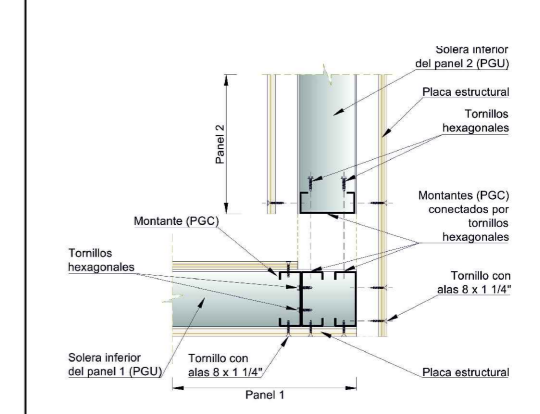 Solera inferior
del panel 2 (PGU)
Placa estructural
Tornillos
hexagonales
Panel 2
Montantes (PGC)
conectados por
tornillos
hexagonales
Montante (PGC)
Tornillos
hexagonales
Tornillo con
alas 8 x 1 1/4"
Solera inferior
del panel 1 (PGU)
Tornillo con
alas 8 x 1 1/4"
Placa estructural
Panel 1